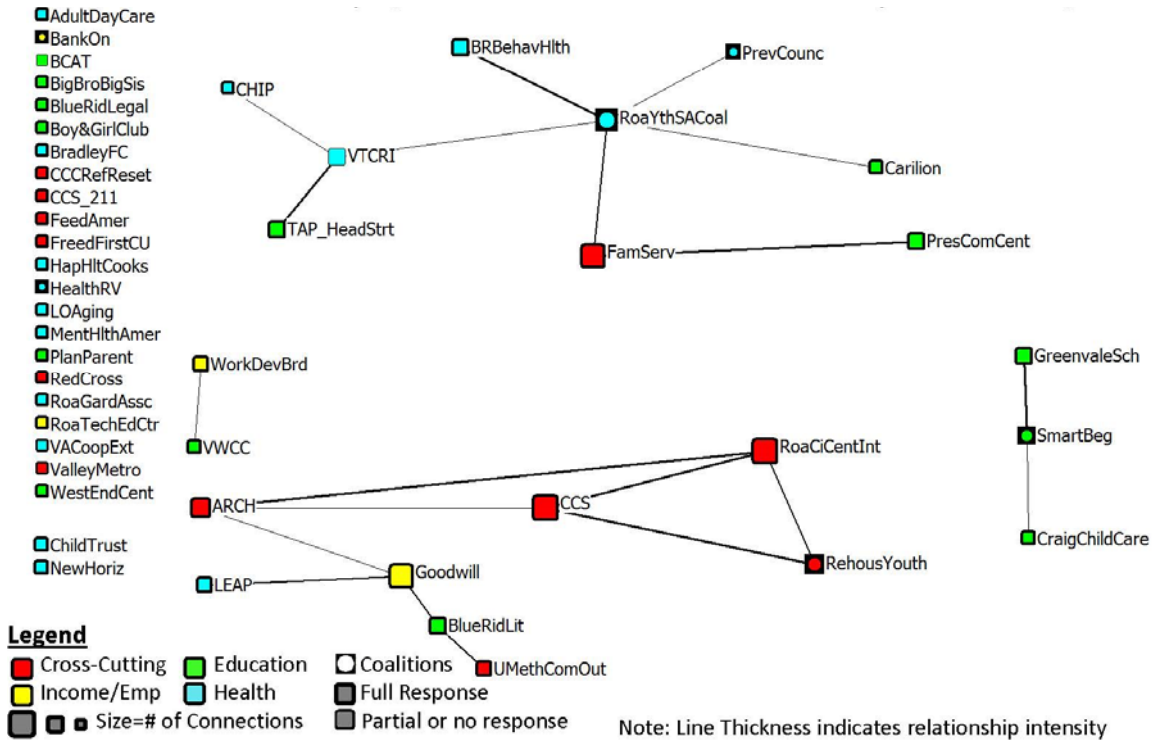 AdultDayCare
BankOn
BCAT
BigBroBigSis
BlueRidLegal
Boy&GirlClub
BradleyFC
CCCRefReset
CCS_211
FeedAmer
FreedFirstCU
HapHltCooks
HealthRV
LOAging
MentHlthAmer
PlanParent
RedCross
RoaGardAssc
RoaTechEdCtr
VACoopExt
ValleyMetro
WestEndCent
ChildTrust
NewHoriz
BRBehavHlth
PrevCounc
CHIP
RoaYthSACoal
VTCRI
Carilion
TAP_HeadStrt
FamServ
PresComCent
WorkDevBrd
GreenvaleSch
VWCC
RoaCiCentInt
SmartBeg
ARCH
CCS
CraigChildCare
RehousYouth
LEAP
Goodwill
BlueRidLit
UMethComOut
Legend
Cross-Cutting
Education
Coalitions
Income/Emp
Health
Full Response
Size=# of Connections
Partial or no response
Note: Line Thickness indicates relationship intensity